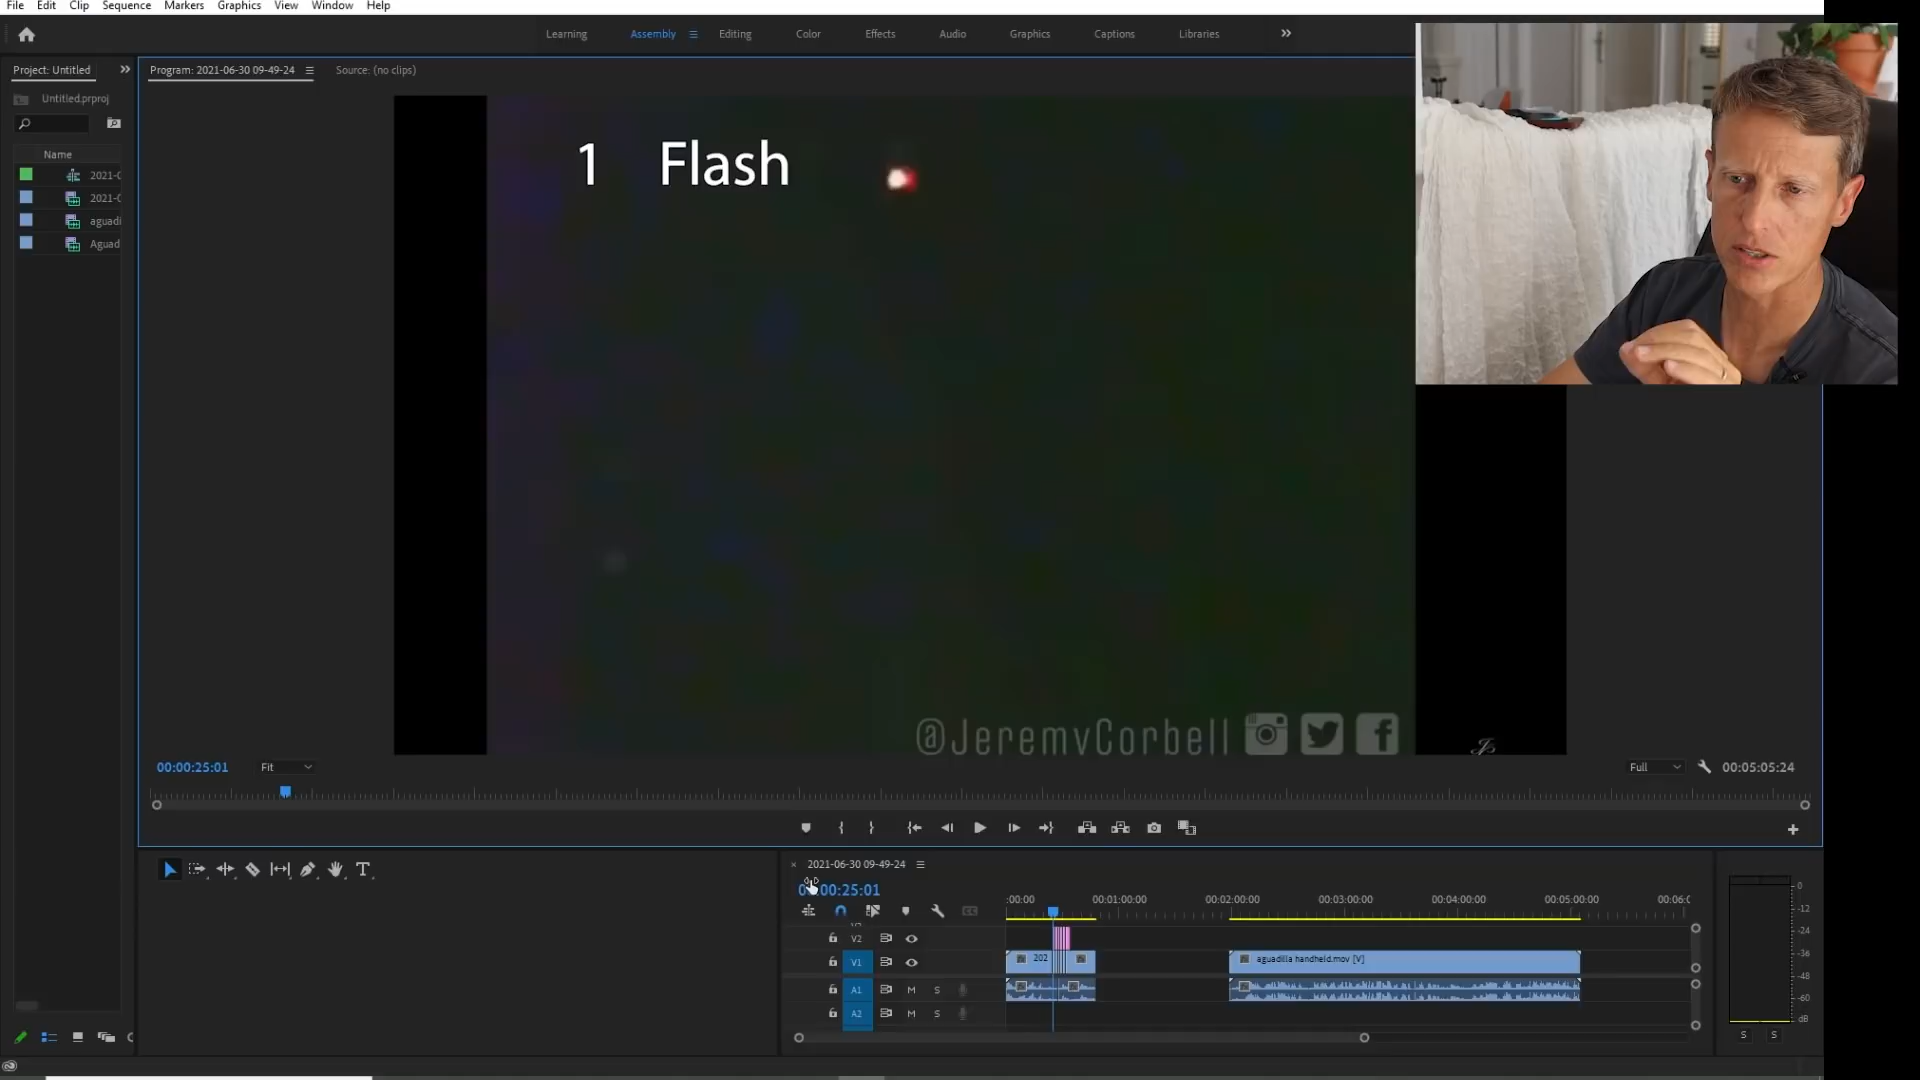 File Edit Clip Sequence Markers Graphics View Window Help
Learning Assembly Editing Color Effects Audio Graphics Captions Libraries
Project: Untitled
Program: 2021-06-30 09-49-24 Source: (no clips)
Untitled.prproj
Name
2021-0
2021-0
aguadi
Aguad
1 Flash
@JeremyCorbell
00:00:25:01 Fit Full 00:05:05:24
2021-06-30 09-49-24
00:00:25:01
:00:00 00:01:00:00 00:02:00:00 00:03:00:00 00:04:00:00 00:05:00:00 00:06:0
V2
V1 202 aguadilla handheld.mov [V]
A1 M S
A2 M S
0
-12
-24
-36
-48
-60
dB
S S